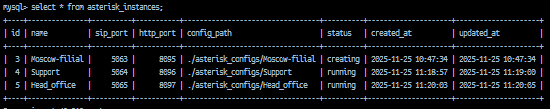 mysql> select * from asterisk_instances;
+----+---------------+----------+-----------+----------------------------------+----------+---------------------+---------------------+
| id | name          | sip_port | http_port | config_path                      | status   | created_at          | updated_at          |
+----+---------------+----------+-----------+----------------------------------+----------+---------------------+---------------------+
|  3 | Moscow-filial |     5063 |      8095 | ./asterisk_configs/Moscow-filial | creating | 2025-11-25 10:47:34 | 2025-11-25 10:47:34 |
|  4 | Support       |     5064 |      8096 | ./asterisk_configs/Support       | running  | 2025-11-25 11:18:57 | 2025-11-25 11:19:00 |
|  5 | Head_office   |     5065 |      8097 | ./asterisk_configs/Head_office   | running  | 2025-11-25 11:20:03 | 2025-11-25 11:20:05 |
+----+---------------+----------+-----------+----------------------------------+----------+---------------------+---------------------+